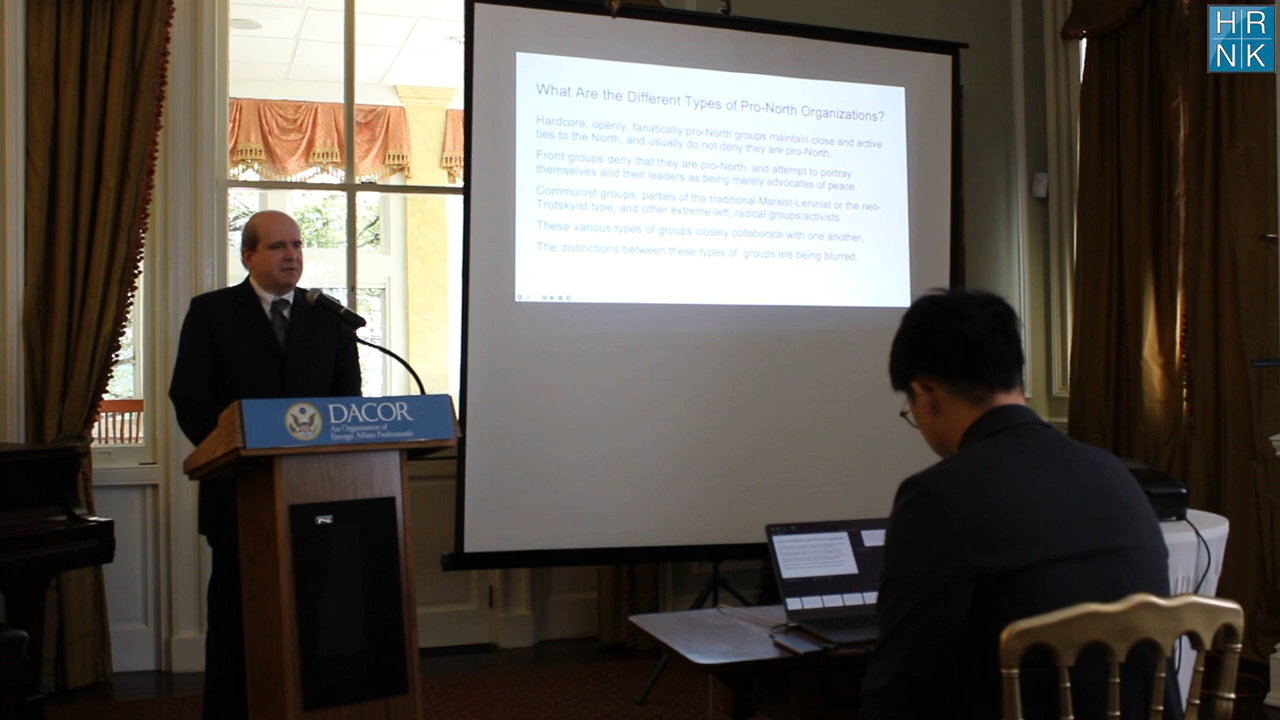 HR
NK
What Are the Different Types of Pro-North Organizations?
Hardcore, openly, fanatically pro-North groups maintain close and active
ties to the North, and usually do not deny they are pro-North.
Front groups deny that they are pro-North, and attempt to portray
themselves and their leaders as being merely advocates of peace.
Communist groups, parties of the traditional Marxist-Leninist or the neo-
Trotskyist type, and other extreme-left, radical groups/activists.
These various types of groups closely collaborate with one another.
The distinctions between these types of groups are being blurred.
DACOR
An Organization of
Foreign Affairs Professionals